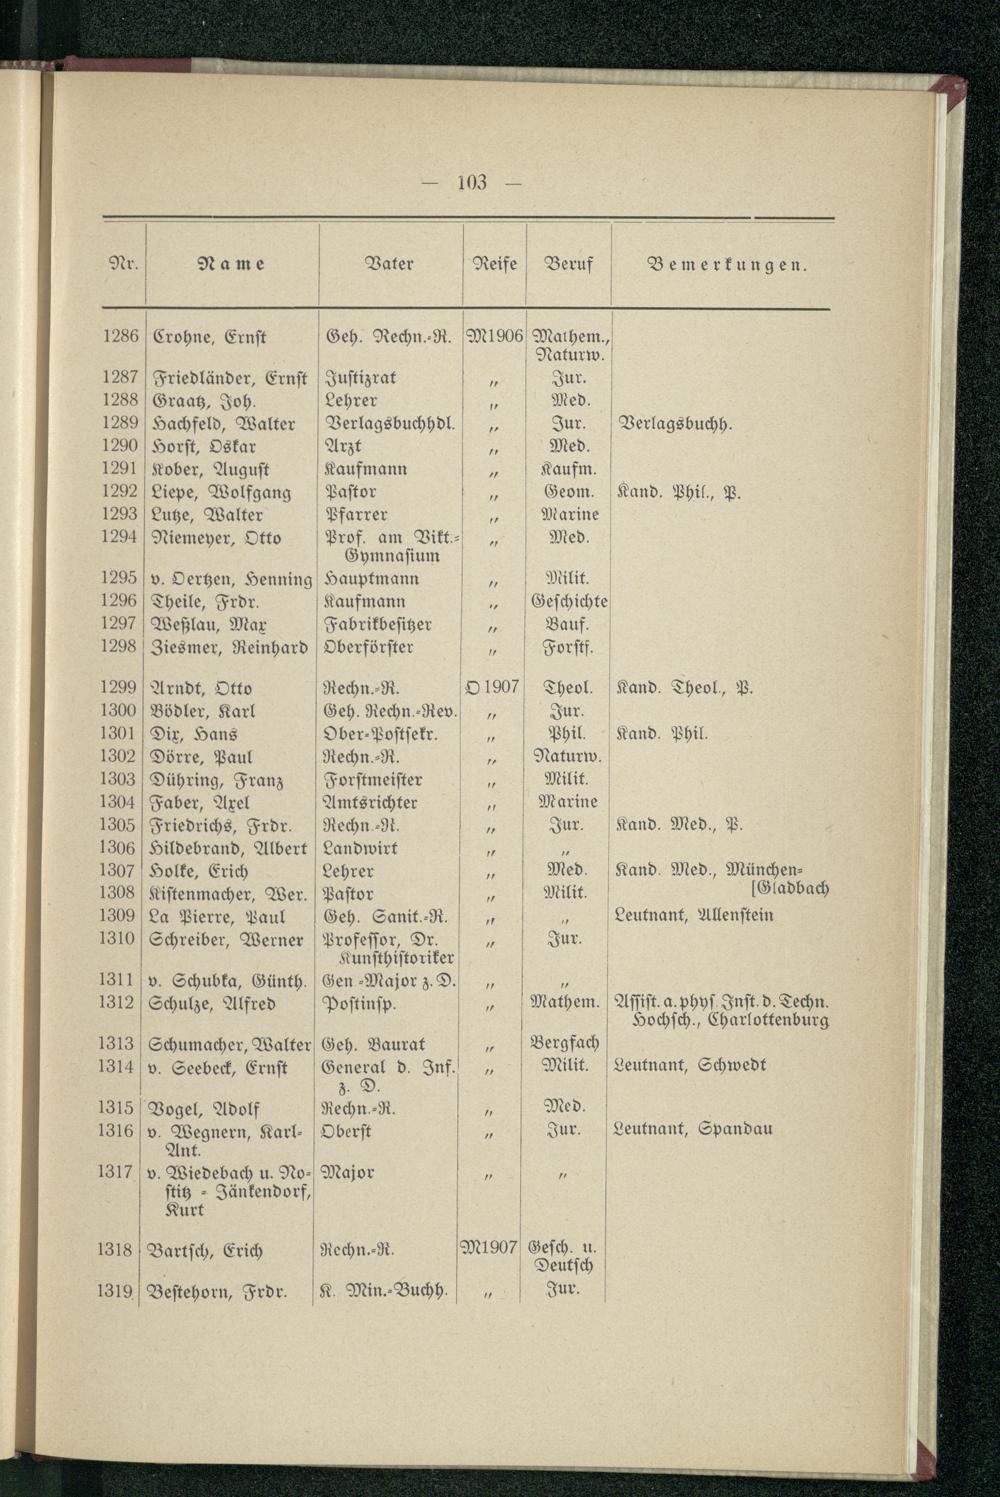 — 103 —
Nr. Name Vater Reife Beruf Bemerkungen.
1286 Crohne, Ernst Geh. Rechn.-R. M1906 Mathem.,
Naturw.
1287 Friedländer, Ernst Justizrat „ Jur.
1288 Graatz, Joh. Lehrer „ Med.
1289 Hachfeld, Walter Verlagsbuchhdl. „ Jur. Verlagsbuchh.
1290 Horst, Oskar Arzt „ Med.
1291 Kober, August Kaufmann „ Kaufm.
1292 Liepe, Wolfgang Pastor „ Geom. Kand. Phil., P.
1293 Lutze, Walter Pfarrer „ Marine
1294 Niemeyer, Otto Prof. am Vikt.- „ Med.
Gymnasium
1295 v. Oertzen, Henning Hauptmann „ Milit.
1296 Theile, Frdr. Kaufmann „ Geschichte
1297 Weßlau, Max Fabrikbesitzer „ Bauf.
1298 Ziesmer, Reinhard Oberförster „ Forstf.
1299 Arndt, Otto Rechn.-R. O 1907 Theol. Kand. Theol., P.
1300 Bödler, Karl Geh. Rechn.-Rev. „ Jur.
1301 Dix, Hans Ober-Postsekr. „ Phil. Kand. Phil.
1302 Dörre, Paul Rechn.-R. „ Naturw.
1303 Dühring, Franz Forstmeister „ Milit.
1304 Faber, Axel Amtsrichter „ Marine
1305 Friedrichs, Frdr. Rechn.-R. „ Jur. Kand. Med., P.
1306 Hildebrand, Albert Landwirt „ „
1307 Holke, Erich Lehrer „ Med. Kand. Med., München-
1308 Kistenmacher, Wer. Pastor „ Milit. [Gladbach
1309 La Pierre, Paul Geh. Sanit.-R. „ „ Leutnant, Allenstein
1310 Schreiber, Werner Professor, Dr. „ Jur.
Kunsthistoriker
1311 v. Schubka, Günth. Gen.-Major z. D. „ „
1312 Schulze, Alfred Postinsp. „ Mathem. Assist. a. phys. Inst. d. Techn.
Hochsch., Charlottenburg
1313 Schumacher, Walter Geh. Baurat „ Bergfach
1314 v. Seebeck, Ernst General d. Inf. „ Milit. Leutnant, Schwedt
z. D.
1315 Vogel, Adolf Rechn.-R. „ Med.
1316 v. Wegnern, Karl- Oberst „ Jur. Leutnant, Spandau
Ant.
1317 v. Wiedebach u. No- Major „ „
stitz - Jänkendorf,
Kurt
1318 Bartsch, Erich Rechn.-R. M1907 Gesch. u.
Deutsch
1319 Bestehorn, Frdr. K. Min.-Buchh. „ Jur.